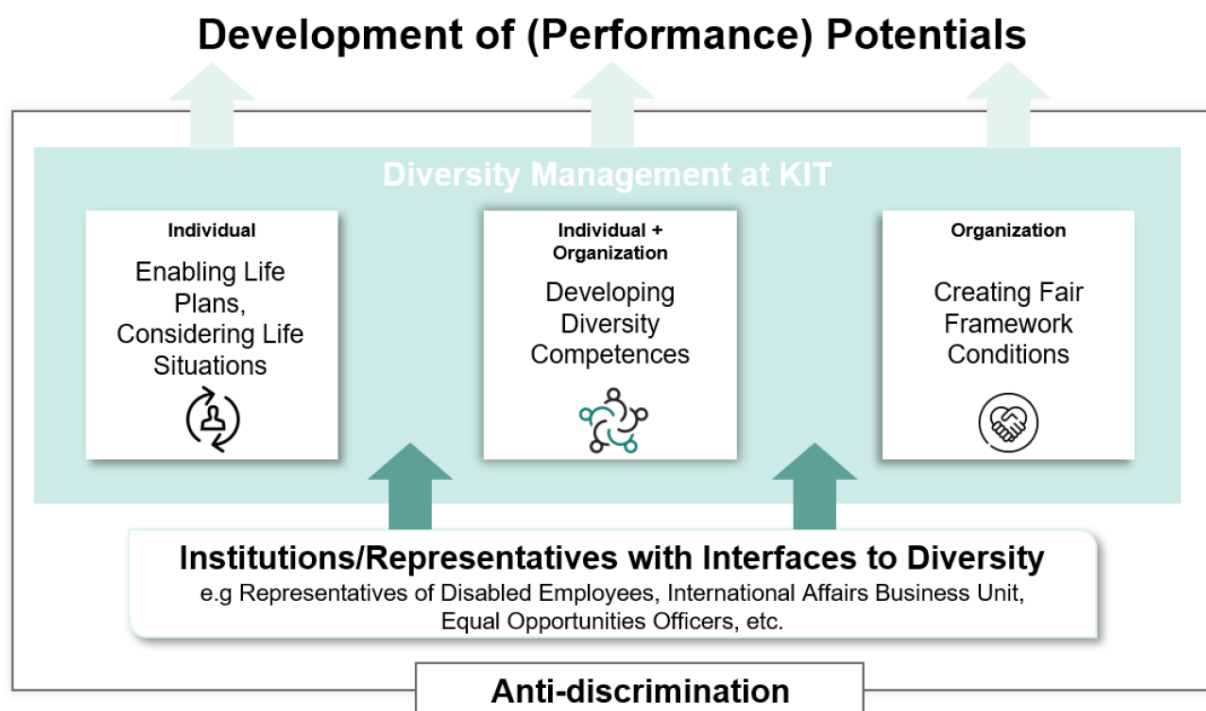 Development of (Performance) Potentials
Diversity Management at KIT
Individual
Enabling Life
Plans,
Considering Life
Situations
Individual +
Organization
Developing
Diversity
Competences
Organization
Creating Fair
Framework
Conditions
Institutions/Representatives with Interfaces to Diversity
e.g Representatives of Disabled Employees, International Affairs Business Unit,
Equal Opportunities Officers, etc.
Anti-discrimination